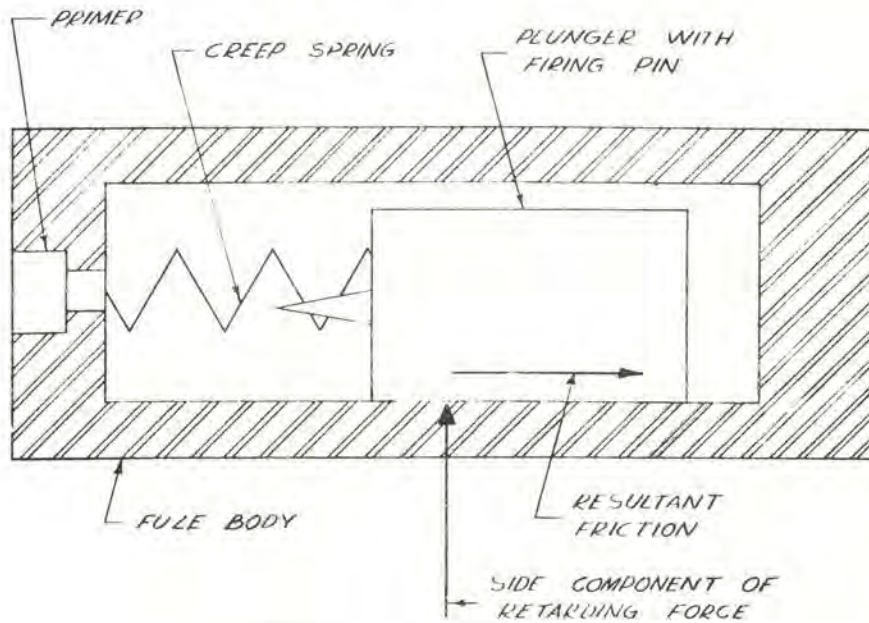 PRIMER
CREEP SPRING
PLUNGER WITH
FIRING PIN
FUZE BODY
RESULTANT
FRICTION
SIDE COMPONENT OF
RETARDING FORCE